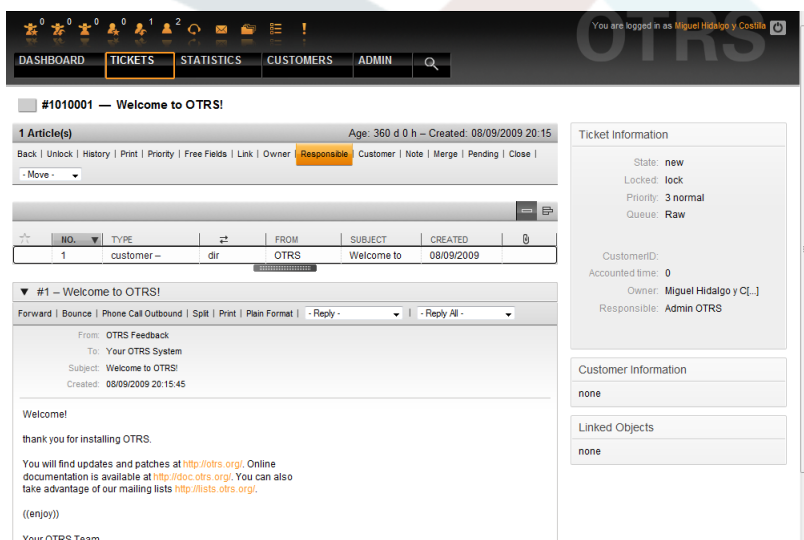 OTRS
0 0 0 0 1 2
You are logged in as Miguel Hidalgo y Costilla
DASHBOARD TICKETS STATISTICS CUSTOMERS ADMIN
#1010001 — Welcome to OTRS!
1 Article(s) Age: 360 d 0 h – Created: 08/09/2009 20:15
Back | Unlock | History | Print | Priority | Free Fields | Link | Owner | Responsible | Customer | Note | Merge | Pending | Close |
- Move -
NO. TYPE FROM SUBJECT CREATED
1 customer – dir OTRS Welcome to 08/09/2009
#1 – Welcome to OTRS!
Forward | Bounce | Phone Call Outbound | Split | Print | Plain Format | - Reply - | - Reply All -
From: OTRS Feedback
To: Your OTRS System
Subject: Welcome to OTRS!
Created: 08/09/2009 20:15:45
Welcome!
thank you for installing OTRS.
You will find updates and patches at http://otrs.org/. Online
documentation is available at http://doc.otrs.org/. You can also
take advantage of our mailing lists http://lists.otrs.org/.
((enjoy))
Your OTRS Team
Ticket Information
State: new
Locked: lock
Priority: 3 normal
Queue: Raw
CustomerID:
Accounted time: 0
Owner: Miguel Hidalgo y C[...]
Responsible: Admin OTRS
Customer Information
none
Linked Objects
none